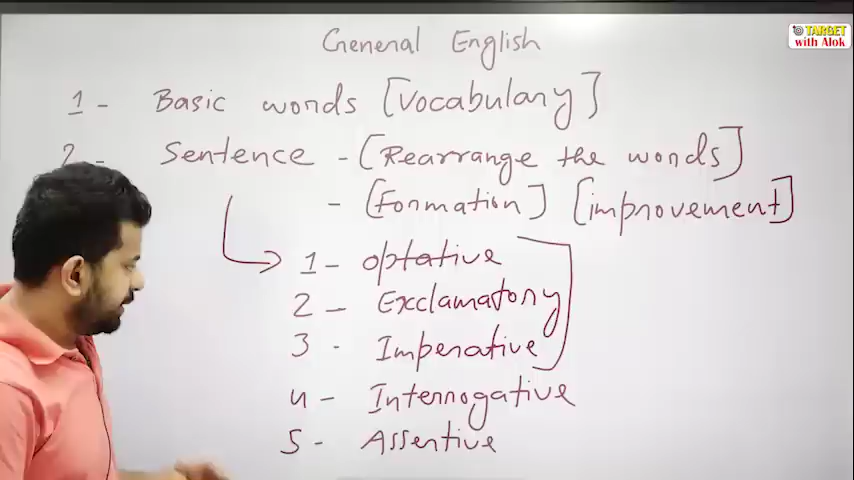 TARGET
with Alok
General English
1 - Basic words [Vocabulary]
2 - Sentence - [Rearrange the words]
- [Formation] [improvement]
1 - optative
2 - Exclamatory
3 - Imperative
4 - Interrogative
5 - Assertive